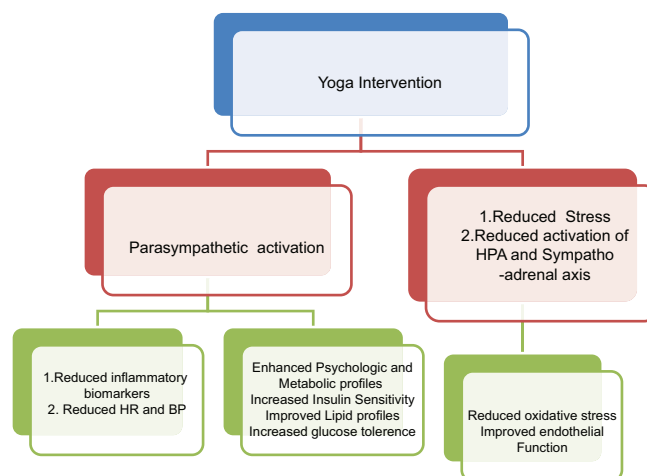 Yoga Intervention
Parasympathetic activation
1.Reduced Stress
2.Reduced activation of
HPA and Sympatho
-adrenal axis
1.Reduced inflammatory
biomarkers
2. Reduced HR and BP
Enhanced Psychologic and
Metabolic profiles
Increased Insulin Sensitivity
Improved Lipid profiles
Increased glucose tolerence
Reduced oxidative stress
Improved endothelial
Function